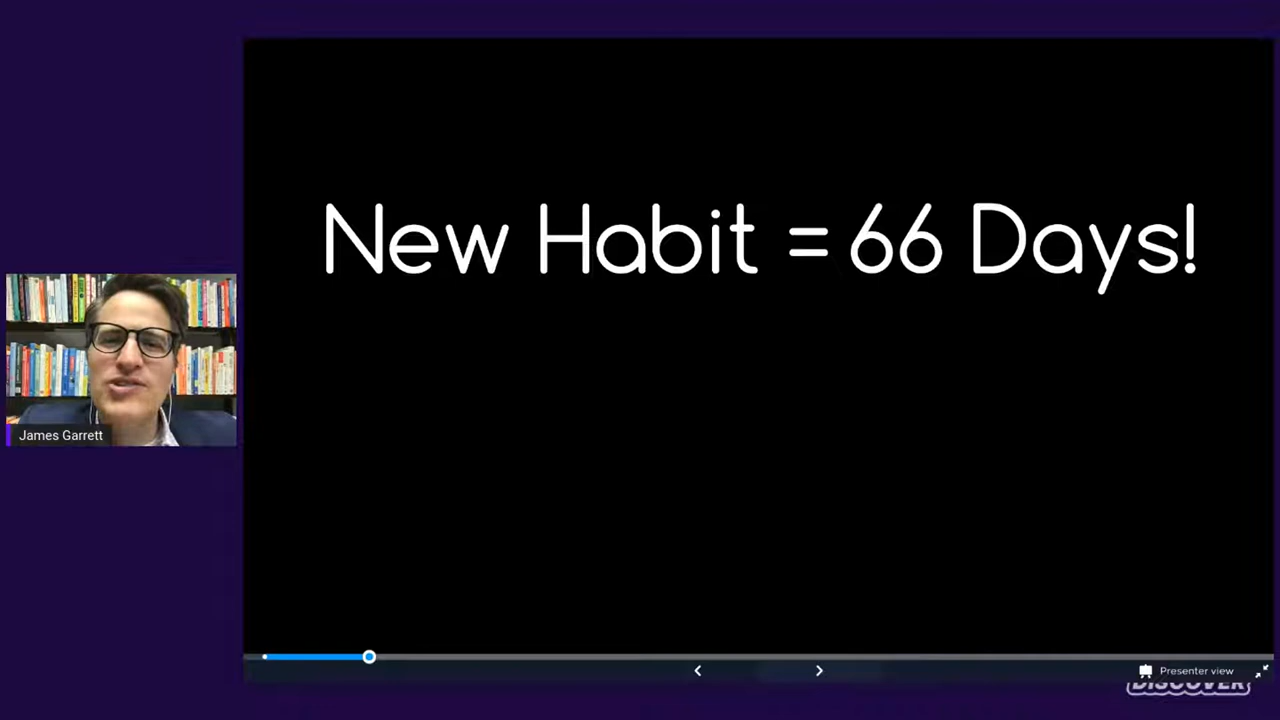 New Habit = 66 Days!
James Garrett
Presenter view
DISCOVER